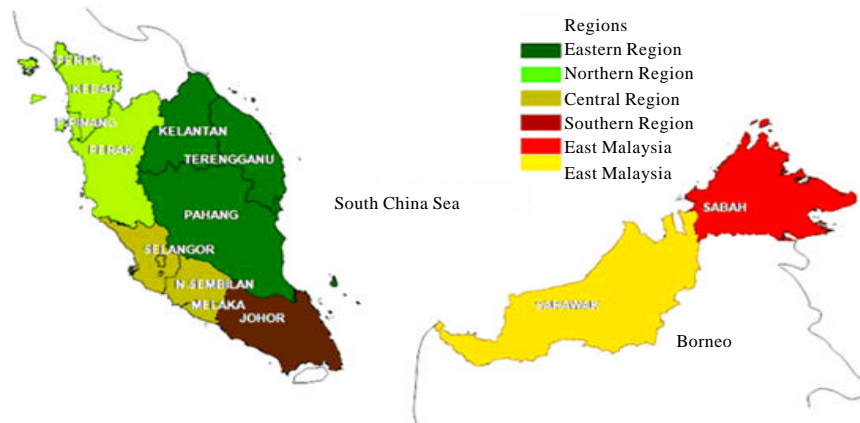 Regions
Eastern Region
Northern Region
Central Region
Southern Region
East Malaysia
East Malaysia
KEDAH
PERAK
KELANTAN
TERENGGANU
PAHANG
SELANGOR
N.SEMBILAN
MELAKA
JOHOR
South China Sea
SABAH
SARAWAK
Borneo